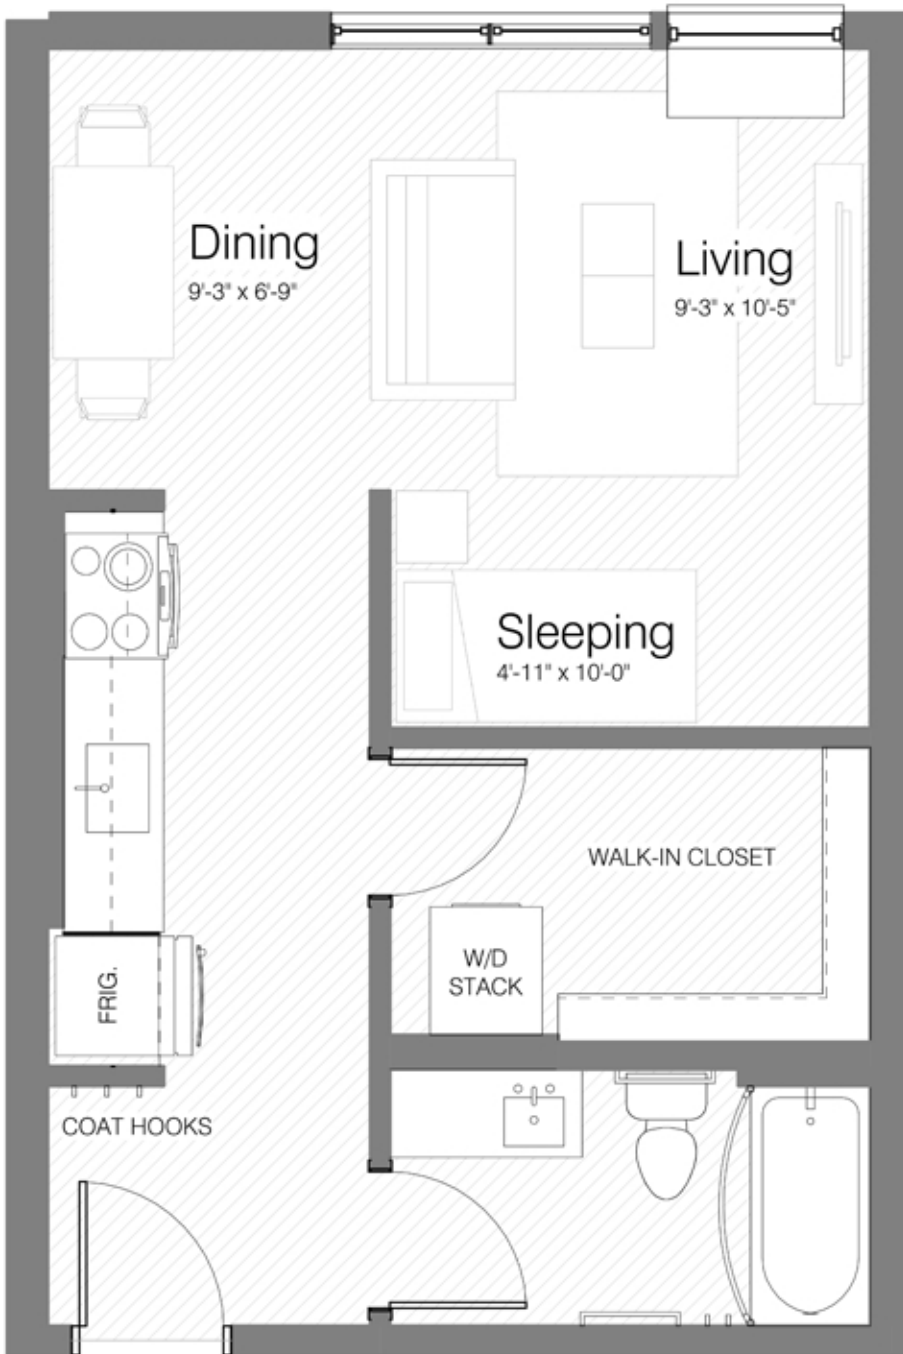 Dining
9'-3" x 6'-9"
Living
9'-3" x 10'-5"
Sleeping
4'-11" x 10'-0"
WALK-IN CLOSET
W/D
STACK
FRIG.
COAT HOOKS